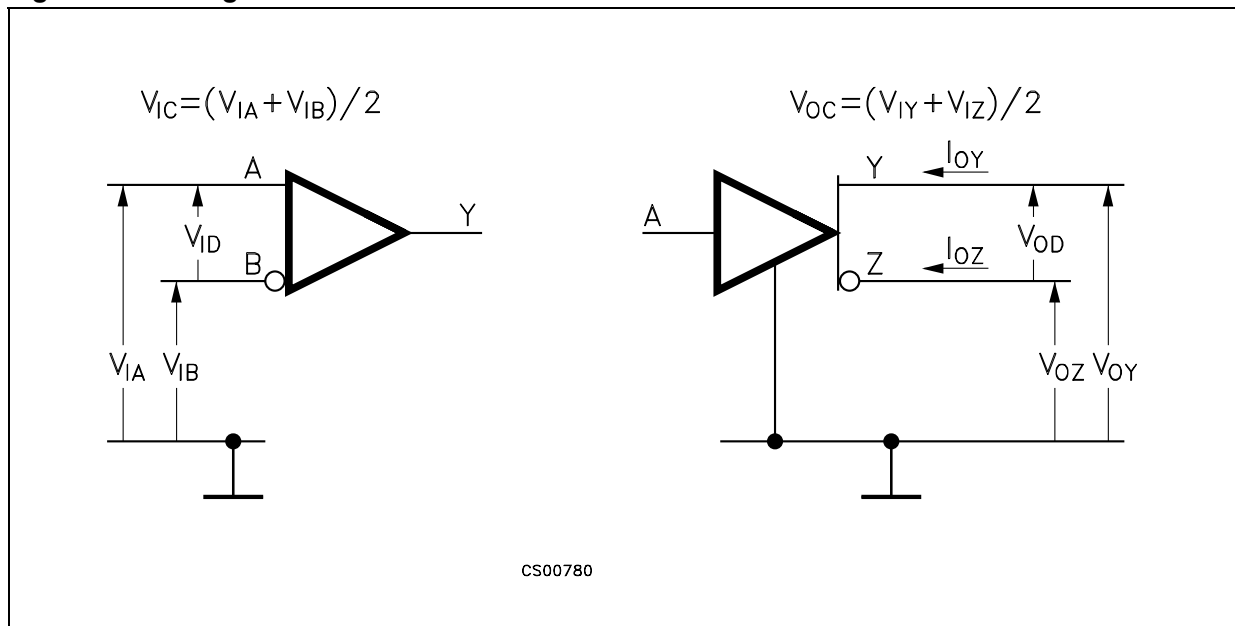 V_IC=(V_IA+V_IB)/2
V_OC=(V_IY+V_IZ)/2
A
Y
V_ID
B
V_IA
V_IB
A
Y
I_OY
Z
I_OZ
V_OD
V_OZ
V_OY
CS00780